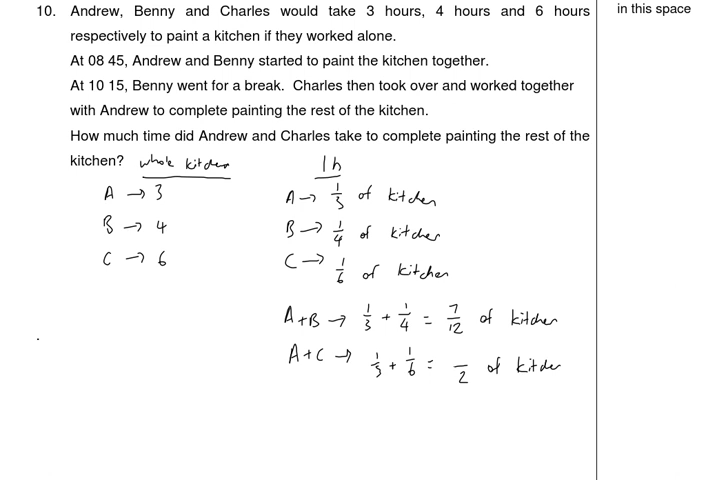 10. Andrew, Benny and Charles would take 3 hours, 4 hours and 6 hours
in this space
respectively to paint a kitchen if they worked alone.
At 08 45, Andrew and Benny started to paint the kitchen together.
At 10 15, Benny went for a break. Charles then took over and worked together
with Andrew to complete painting the rest of the kitchen.
How much time did Andrew and Charles take to complete painting the rest of the
kitchen? whole kitchen
1h
A → 3
A → 1/3 of kitchen
B → 4
B → 1/4 of kitchen
C → 6
C → 1/6 of kitchen
A+B → 1/3 + 1/4 = 7/12 of kitchen
A+C → 1/3 + 1/6 = /2 of kitchen